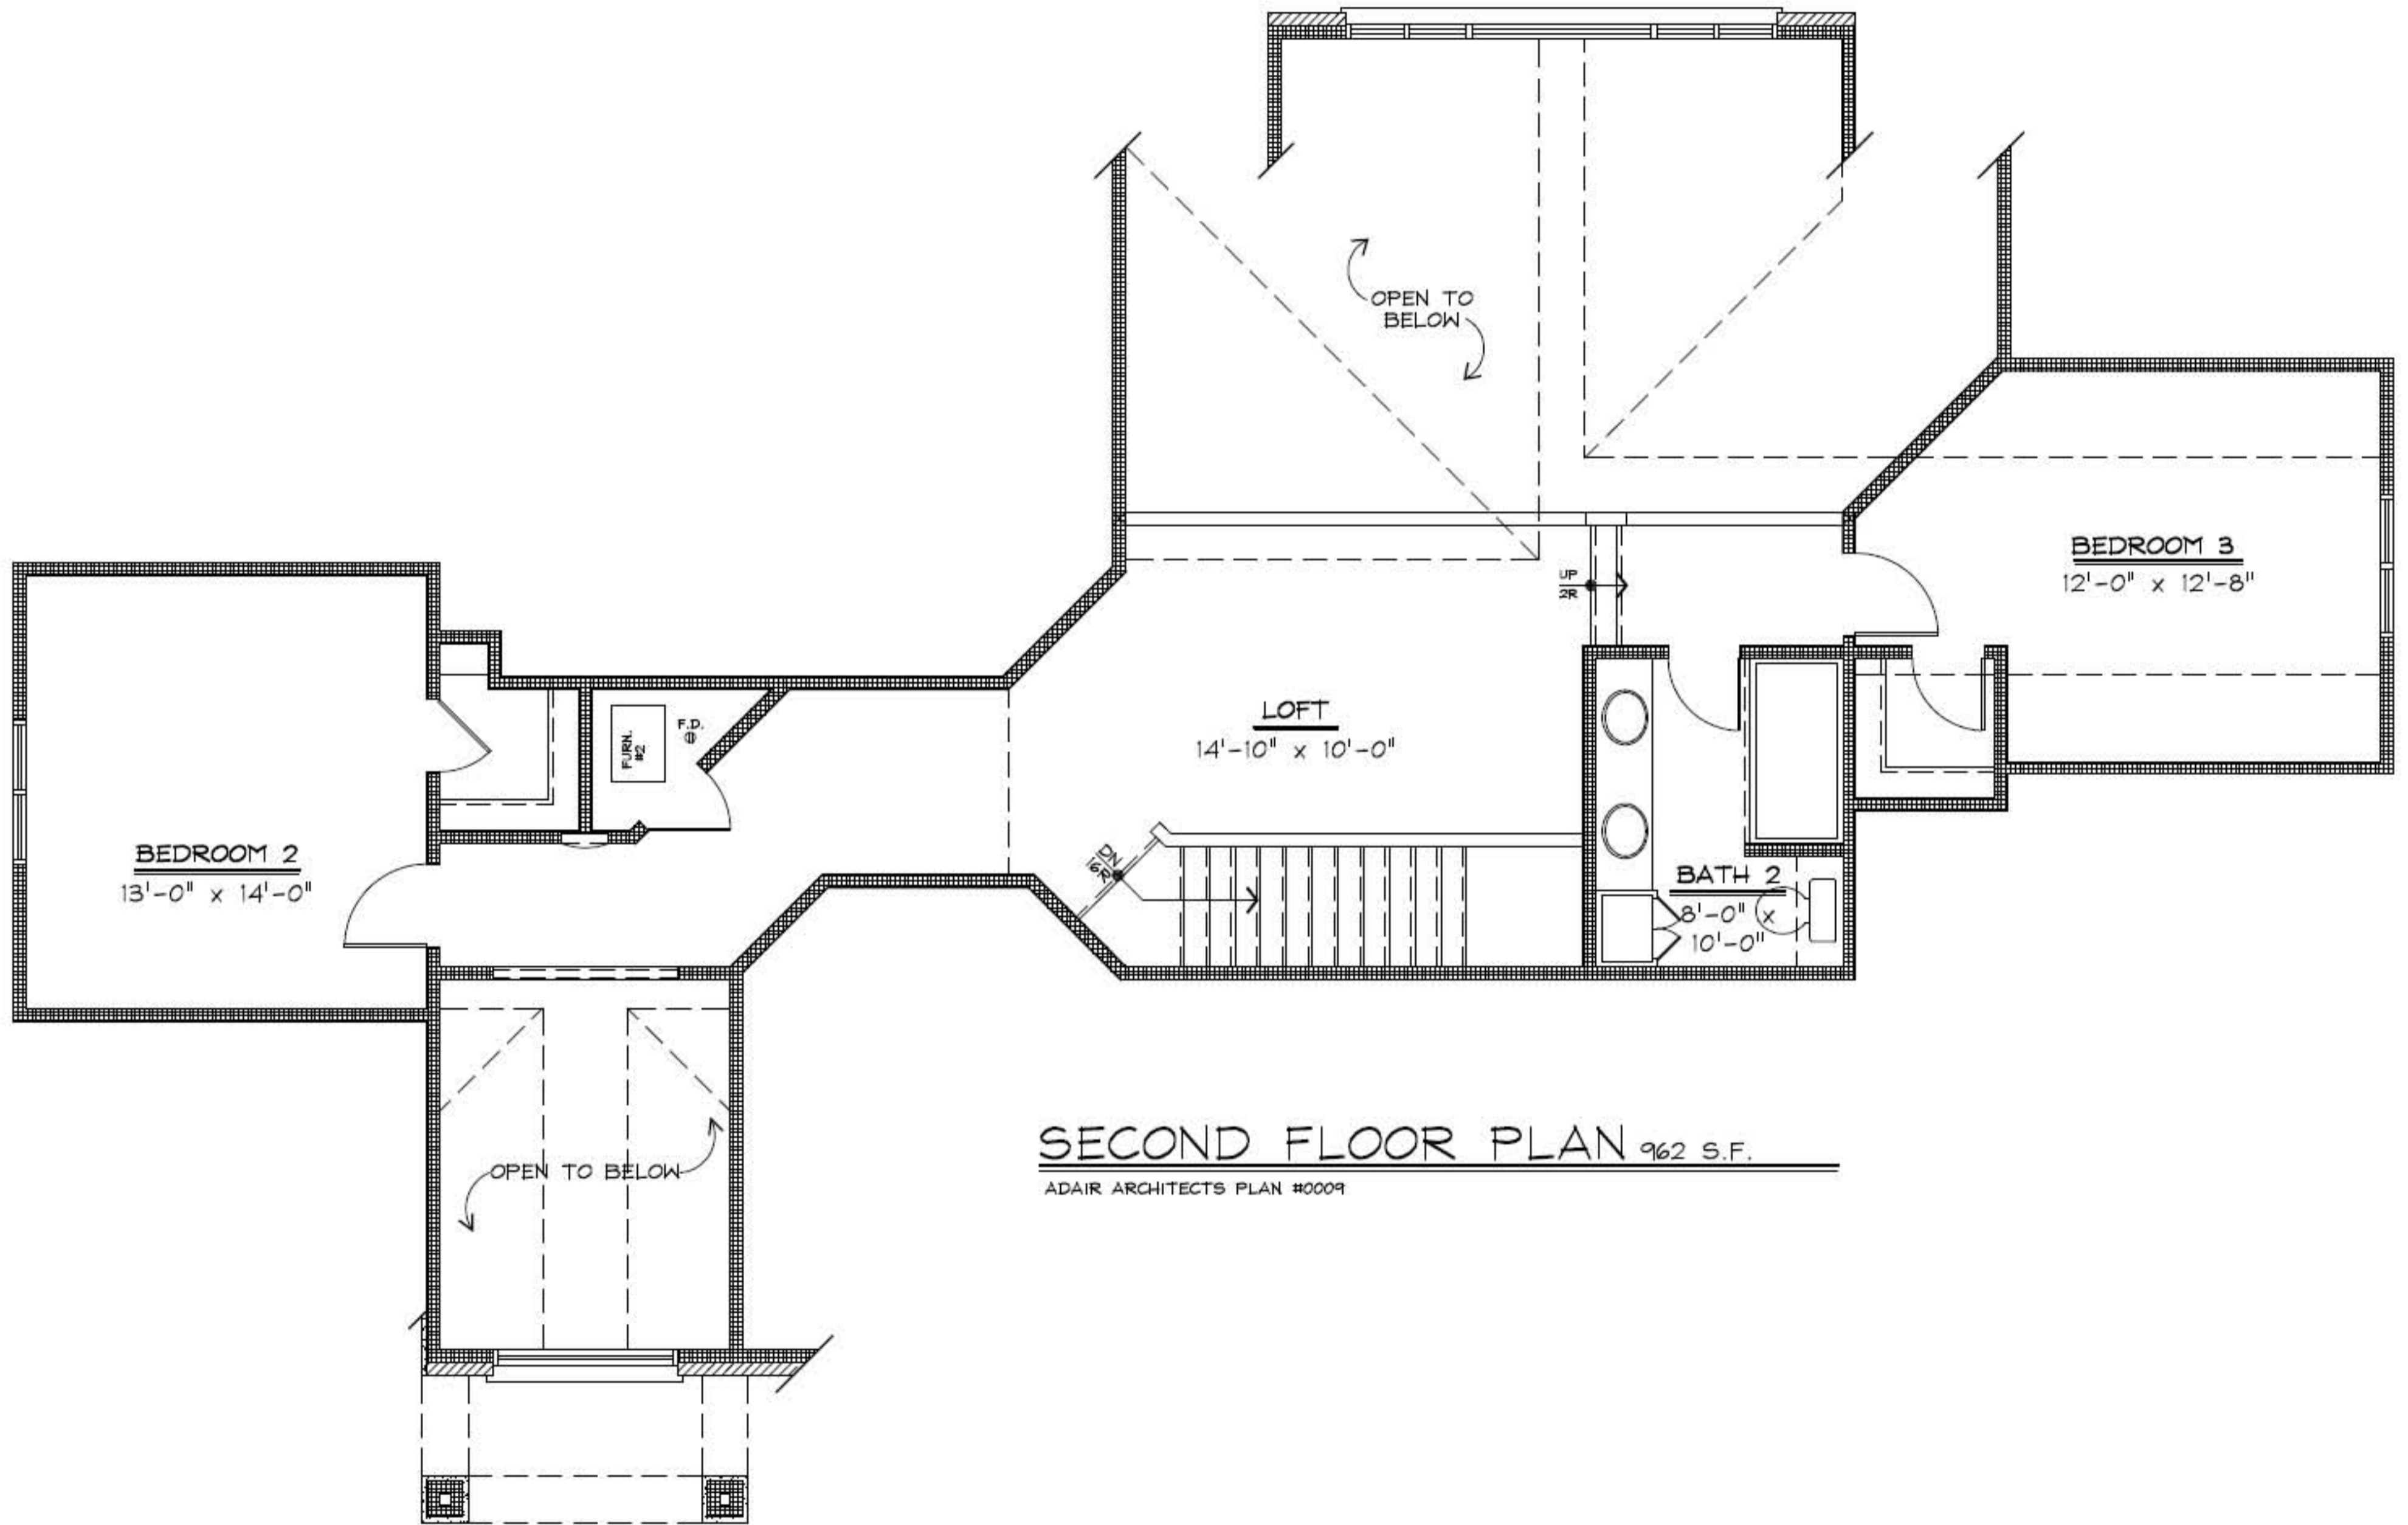 OPEN TO
BELOW
BEDROOM 3
12'-0" x 12'-8"
UP
2R
LOFT
14'-10" x 10'-0"
F.D.
FURN.
#2
BEDROOM 2
13'-0" x 14'-0"
DN
16R
BATH 2
8'-0" x
10'-0"
OPEN TO BELOW
SECOND FLOOR PLAN 962 S.F.
ADAIR ARCHITECTS PLAN #0009